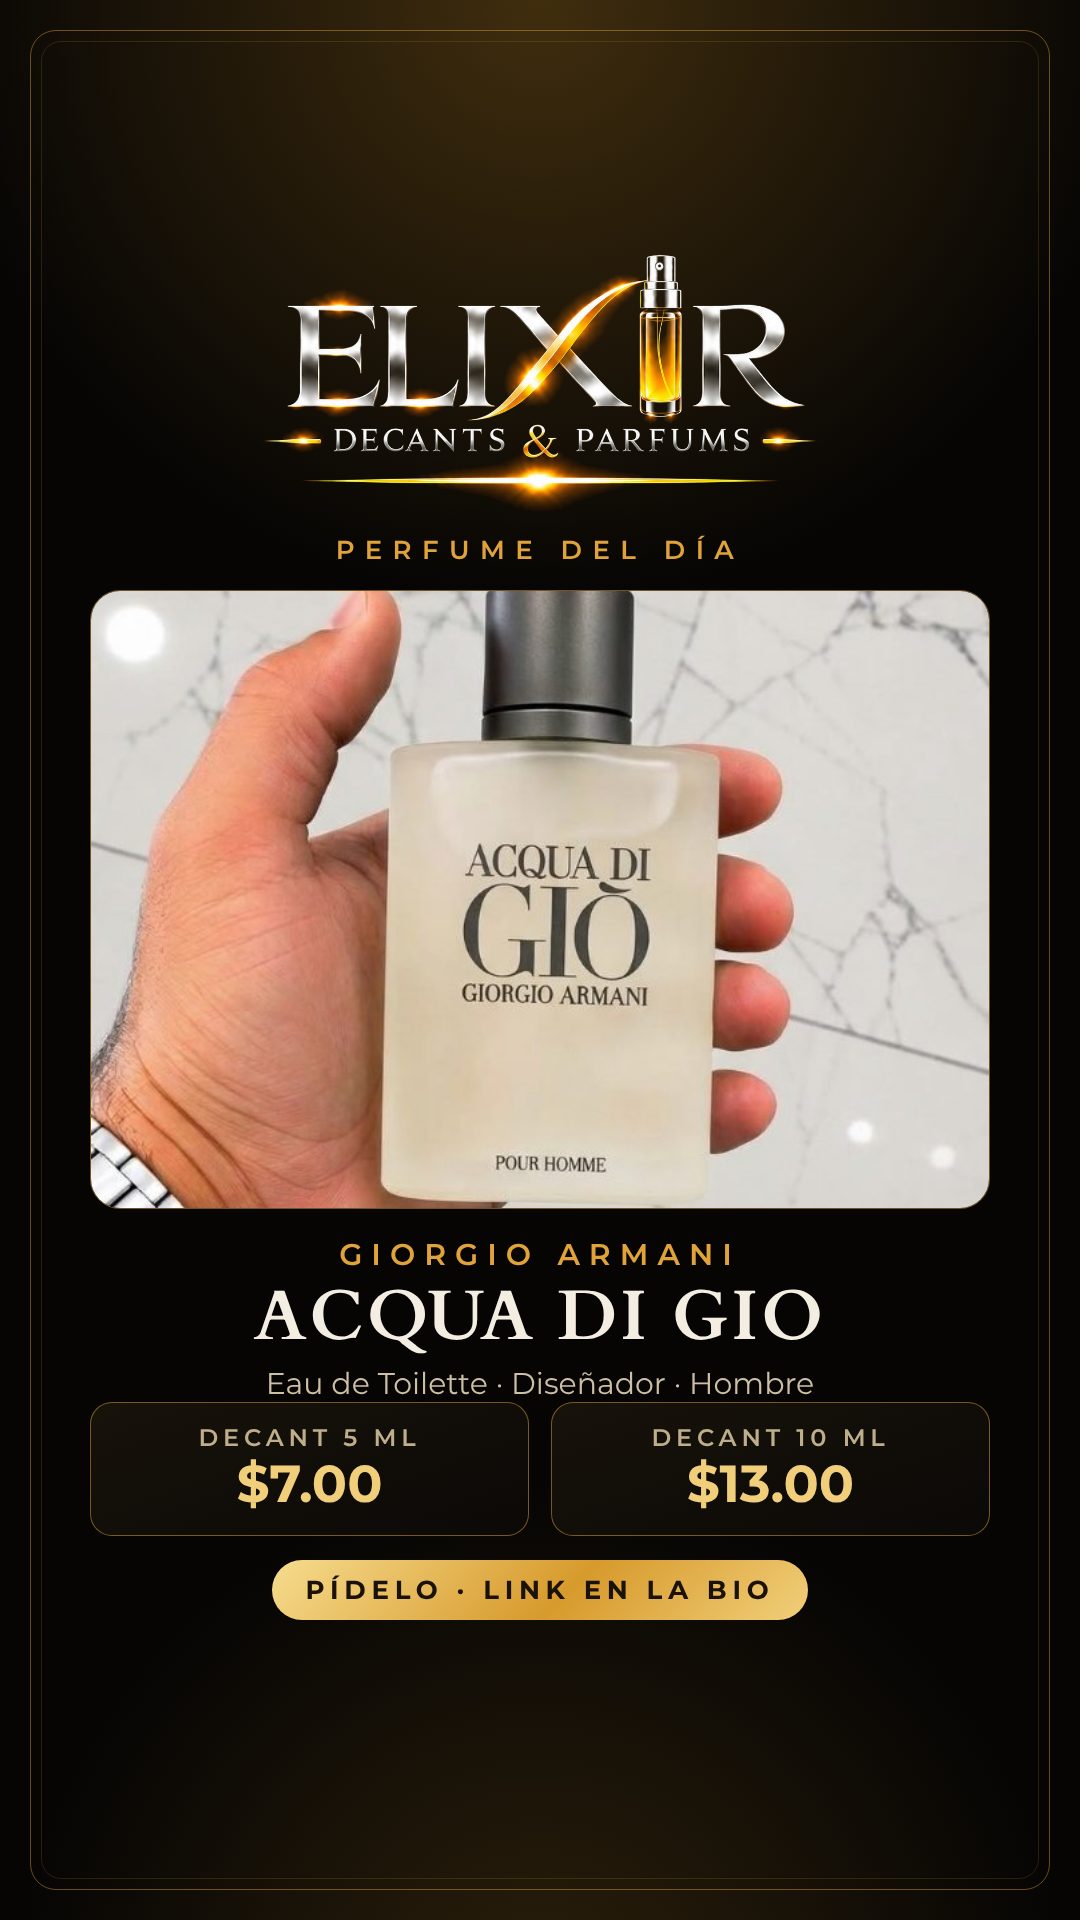 ELIXIR
DECANTS & PARFUMS
PERFUME DEL DÍA
ACQUA DI
GIÒ
GIORGIO ARMANI
POUR HOMME
GIORGIO ARMANI
ACQUA DI GIO
Eau de Toilette · Diseñador · Hombre
DECANT 5 ML
$7.00
DECANT 10 ML
$13.00
PÍDELO · LINK EN LA BIO